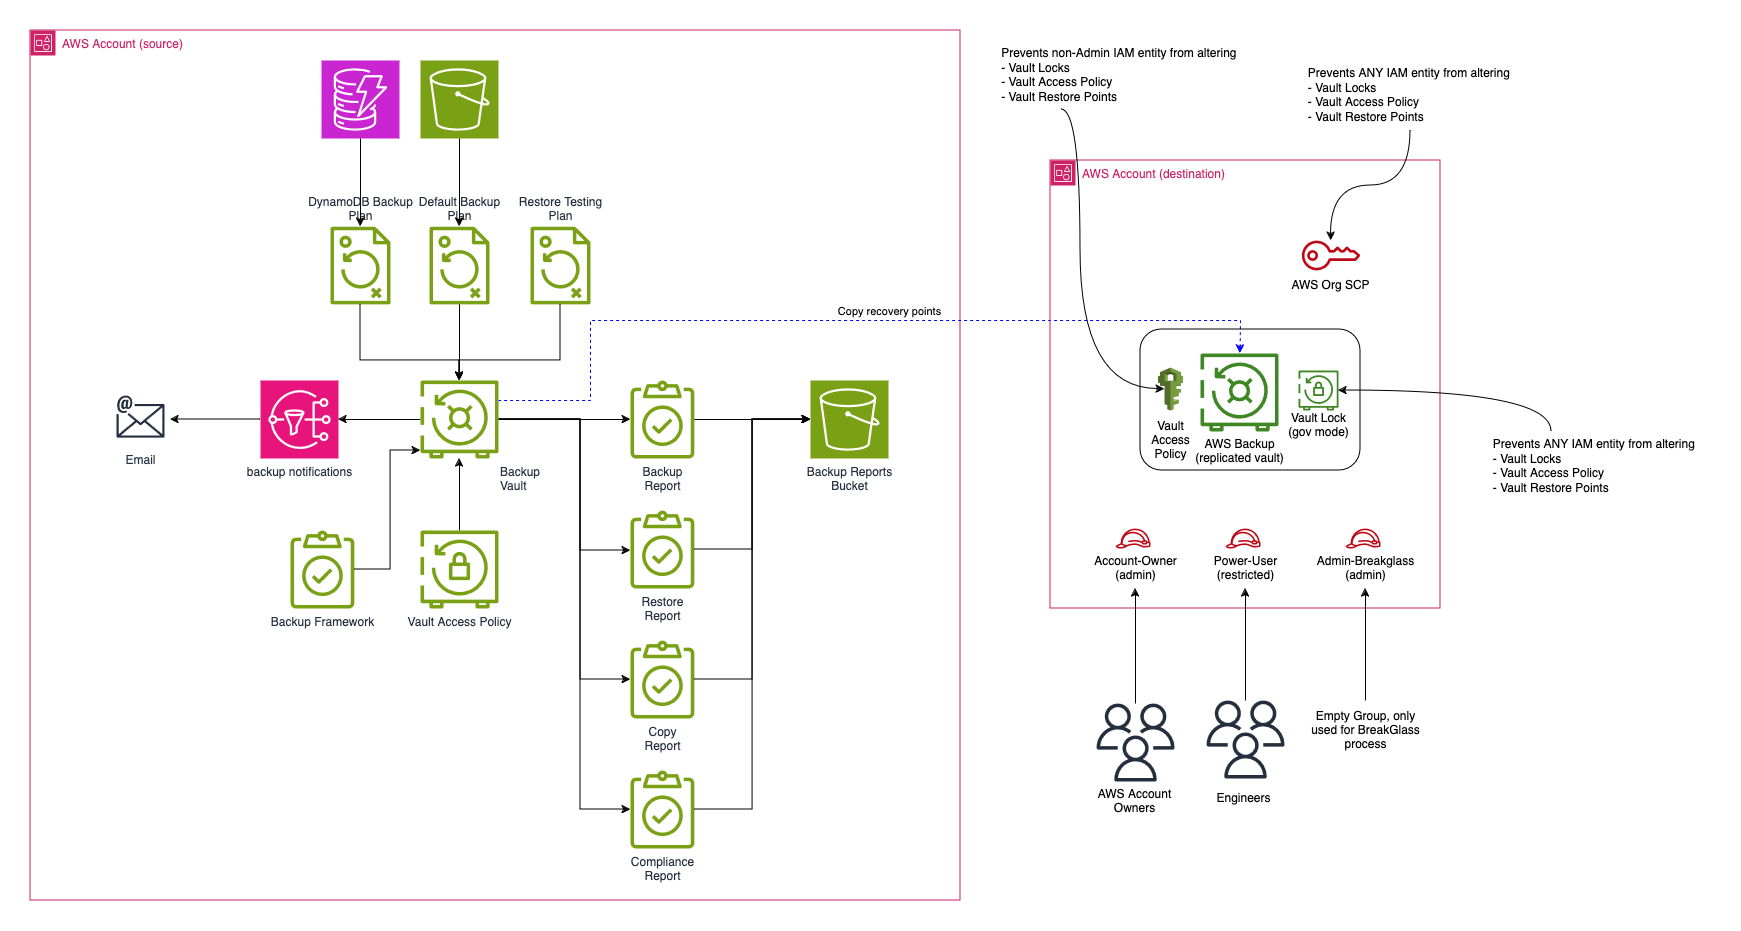 AWS Account (source)
DynamoDB Backup
Plan
Default Backup
Plan
Restore Testing
Plan
Copy recovery points
@
Email
backup notifications
Backup
Vault
Backup
Report
Backup Reports
Bucket
Backup Framework
Vault Access Policy
Restore
Report
Copy
Report
Compliance
Report
Prevents non-Admin IAM entity from altering
- Vault Locks
- Vault Access Policy
- Vault Restore Points
Prevents ANY IAM entity from altering
- Vault Locks
- Vault Access Policy
- Vault Restore Points
AWS Account (destination)
AWS Org SCP
Vault
Access
Policy
AWS Backup
(replicated vault)
Vault Lock
(gov mode)
Prevents ANY IAM entity from altering
- Vault Locks
- Vault Access Policy
- Vault Restore Points
Account-Owner
(admin)
Power-User
(restricted)
Admin-Breakglass
(admin)
AWS Account
Owners
Engineers
Empty Group, only
used for BreakGlass
process